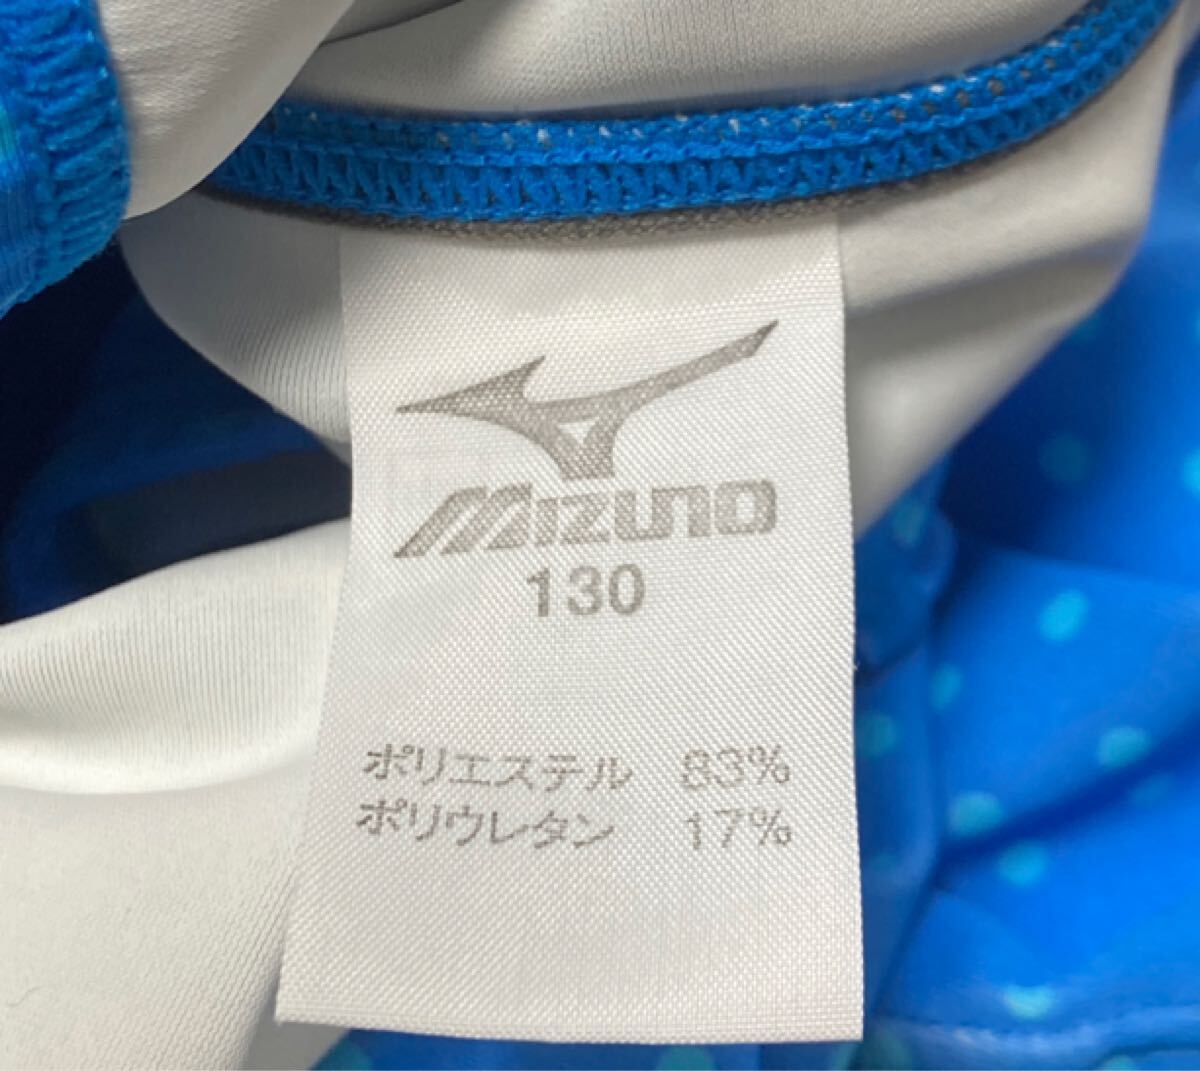 Mizuno
130
ポリエステル 83%
ポリウレタン 17%